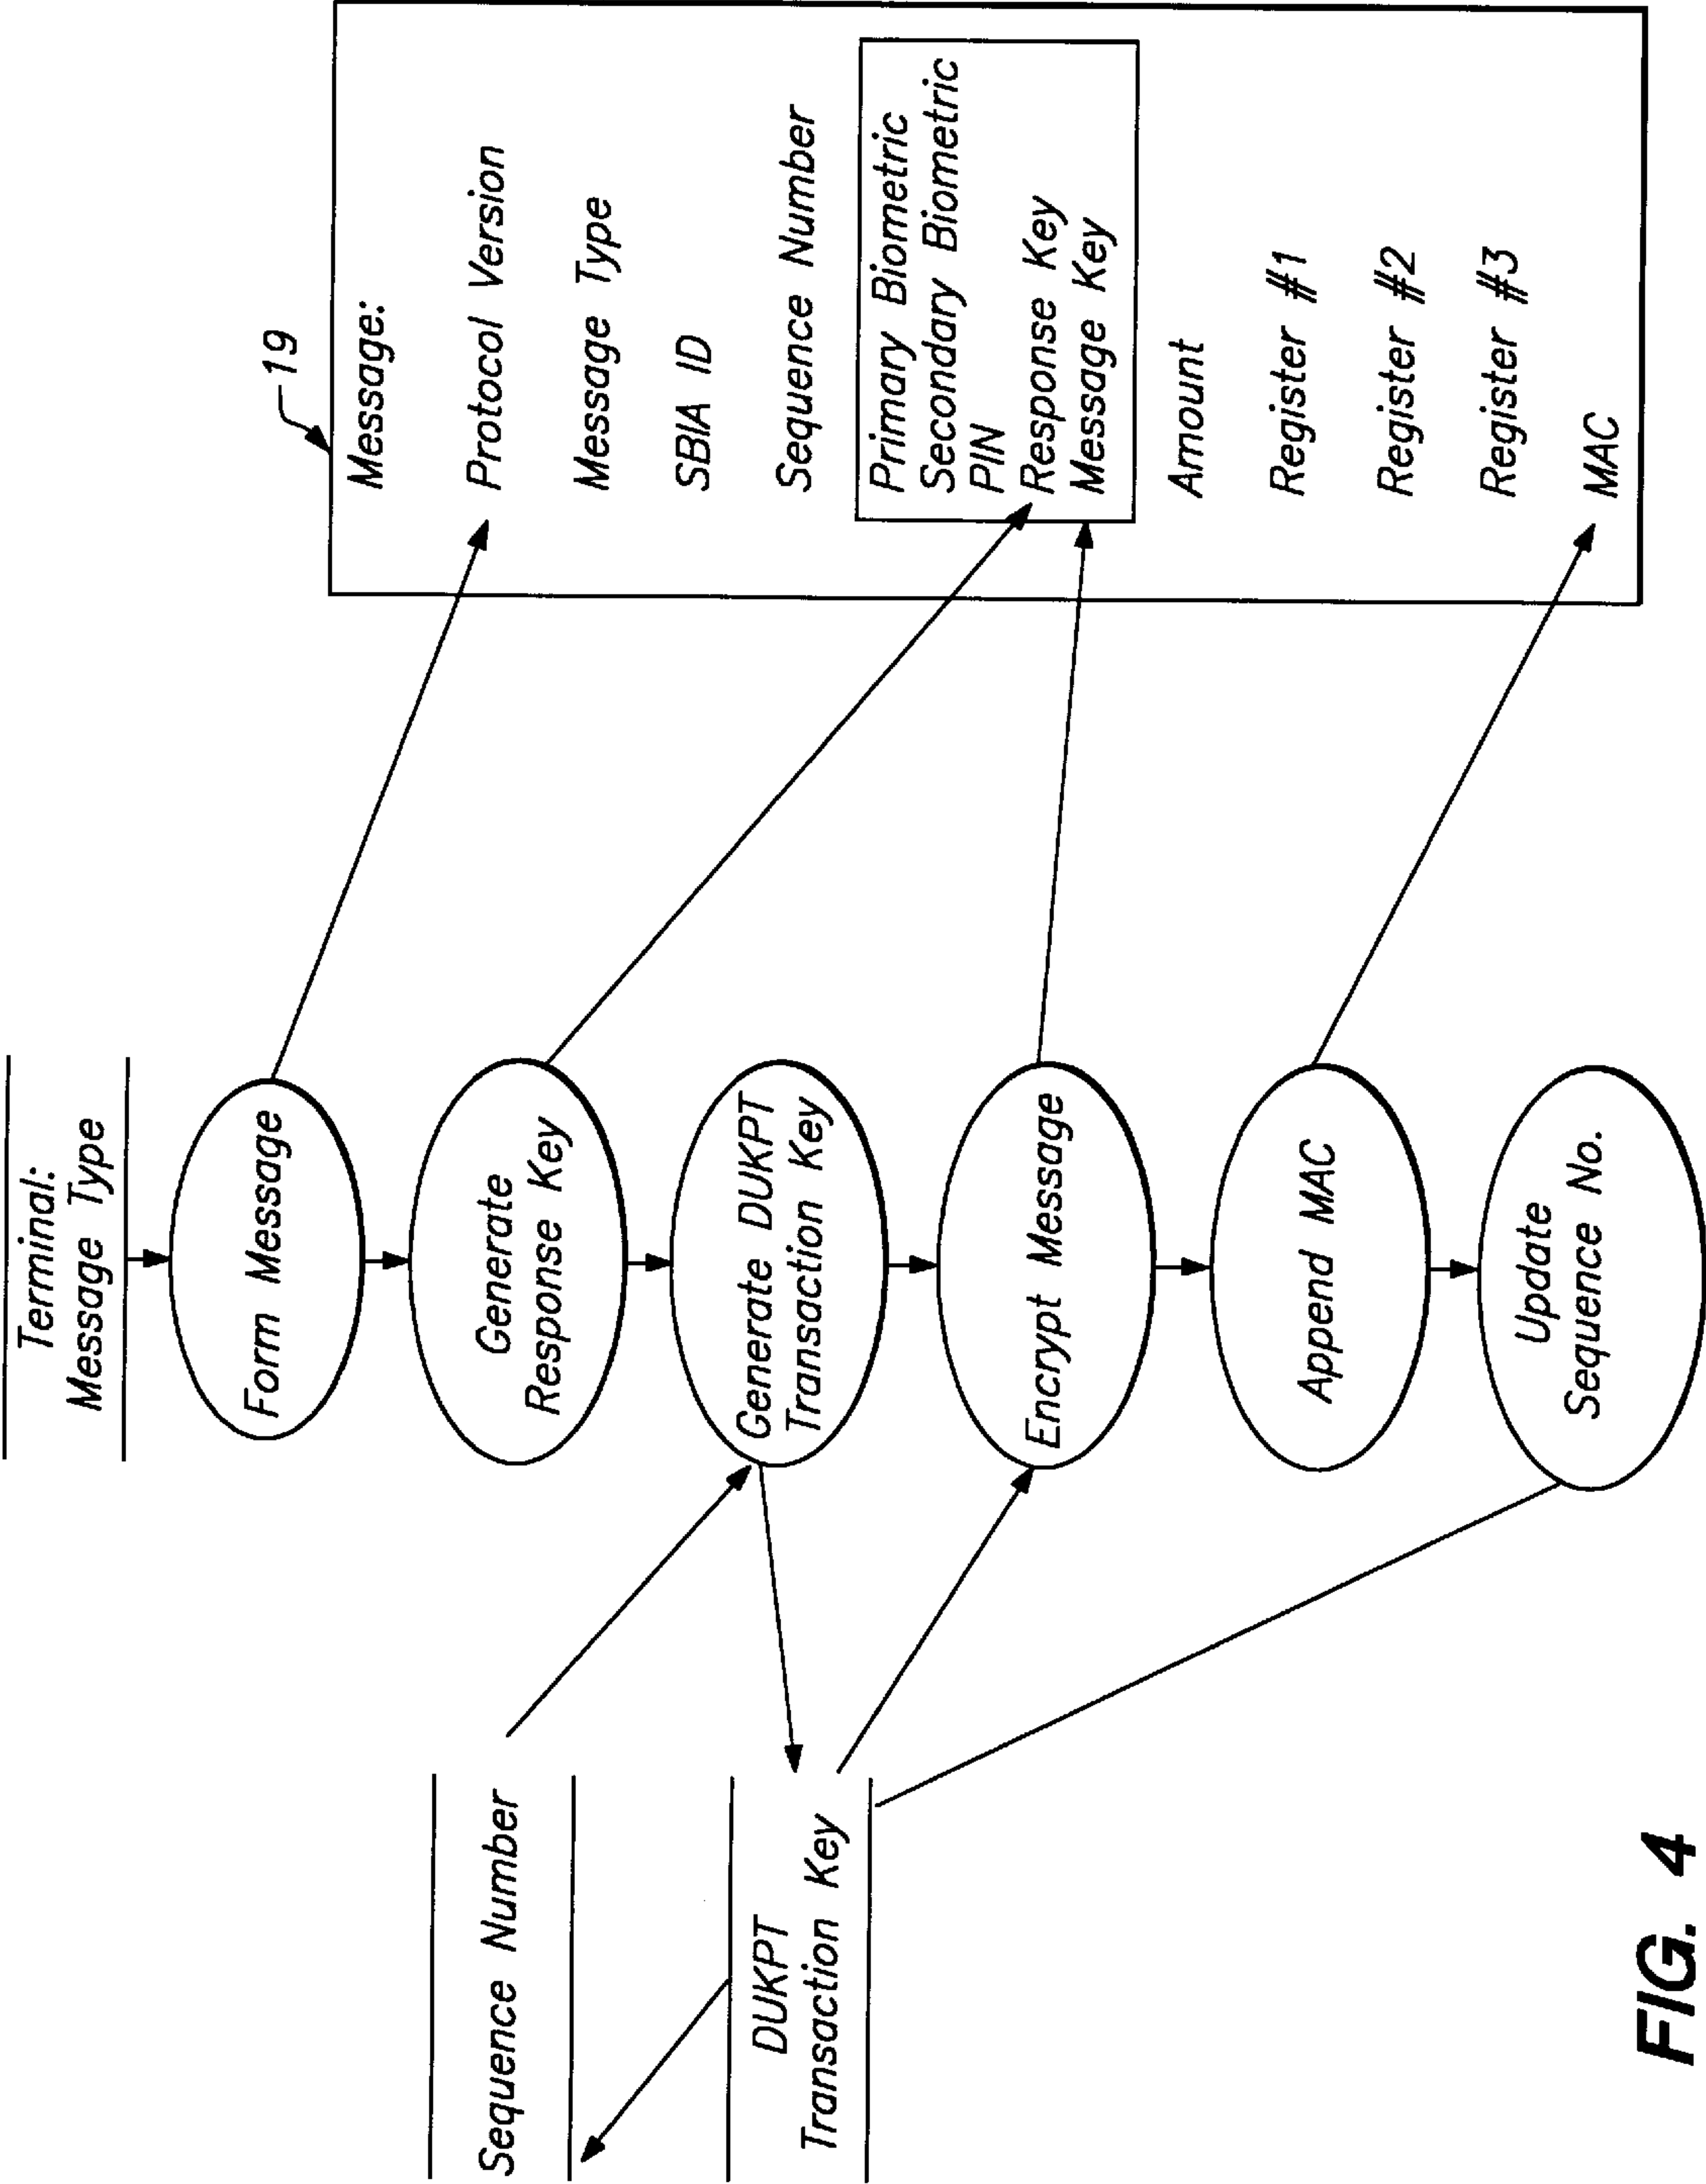 Terminal:
Message Type
Form Message
Generate
Response Key
Generate DUKPT
Transaction Key
Encrypt Message
Append MAC
Update
Sequence No.
Sequence Number
DUKPT
Transaction Key
19
Message:
Protocol Version
Message Type
SBIA ID
Sequence Number
Primary Biometric
Secondary Biometric
PIN
Response Key
Message Key
Amount
Register #1
Register #2
Register #3
MAC
FIG. 4